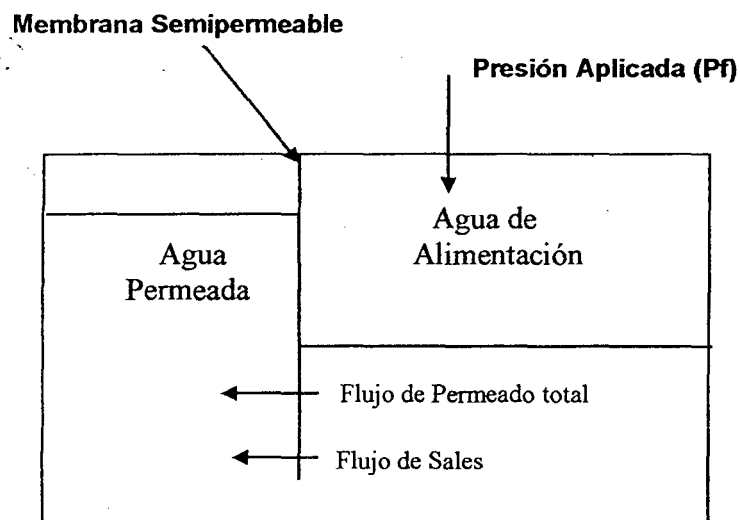 Membrana Semipermeable
Presión Aplicada (Pf)
Agua de
Alimentación
Agua
Permeada
Flujo de Permeado total
Flujo de Sales